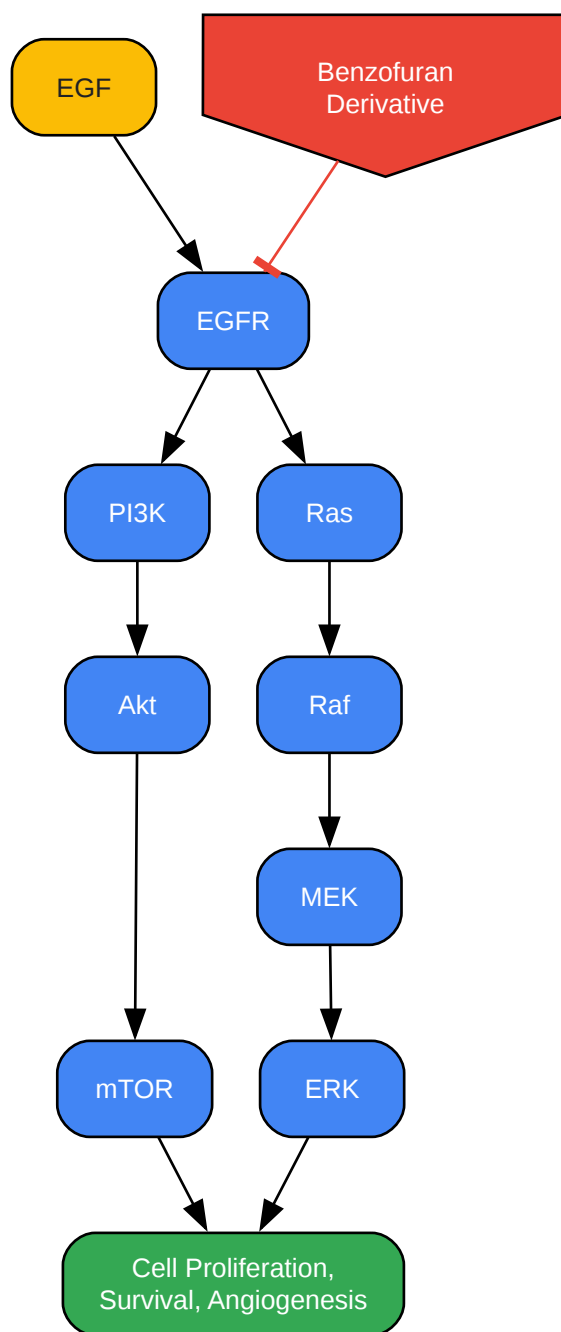 EGF
Benzofuran
Derivative
EGFR
PI3K
Ras
Akt
Raf
MEK
mTOR
ERK
Cell Proliferation,
Survival, Angiogenesis